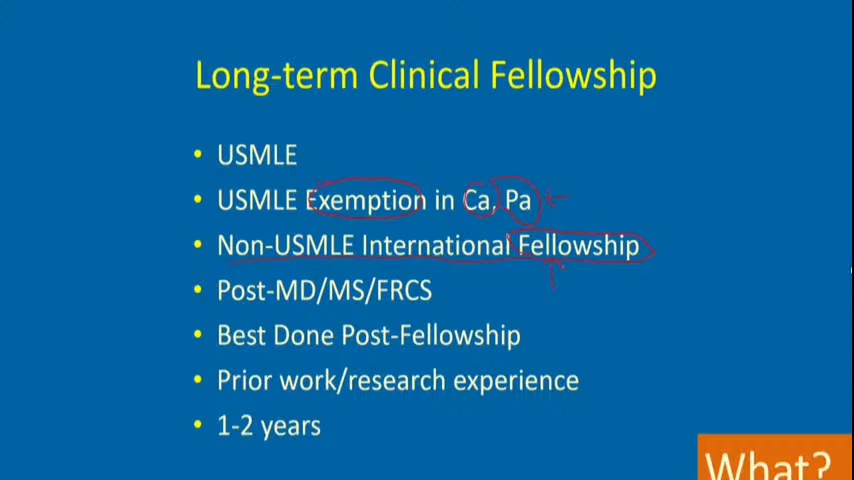 Long-term Clinical Fellowship
• USMLE
• USMLE Exemption in Ca, Pa
• Non-USMLE International Fellowship
• Post-MD/MS/FRCS
• Best Done Post-Fellowship
• Prior work/research experience
• 1-2 years
What?